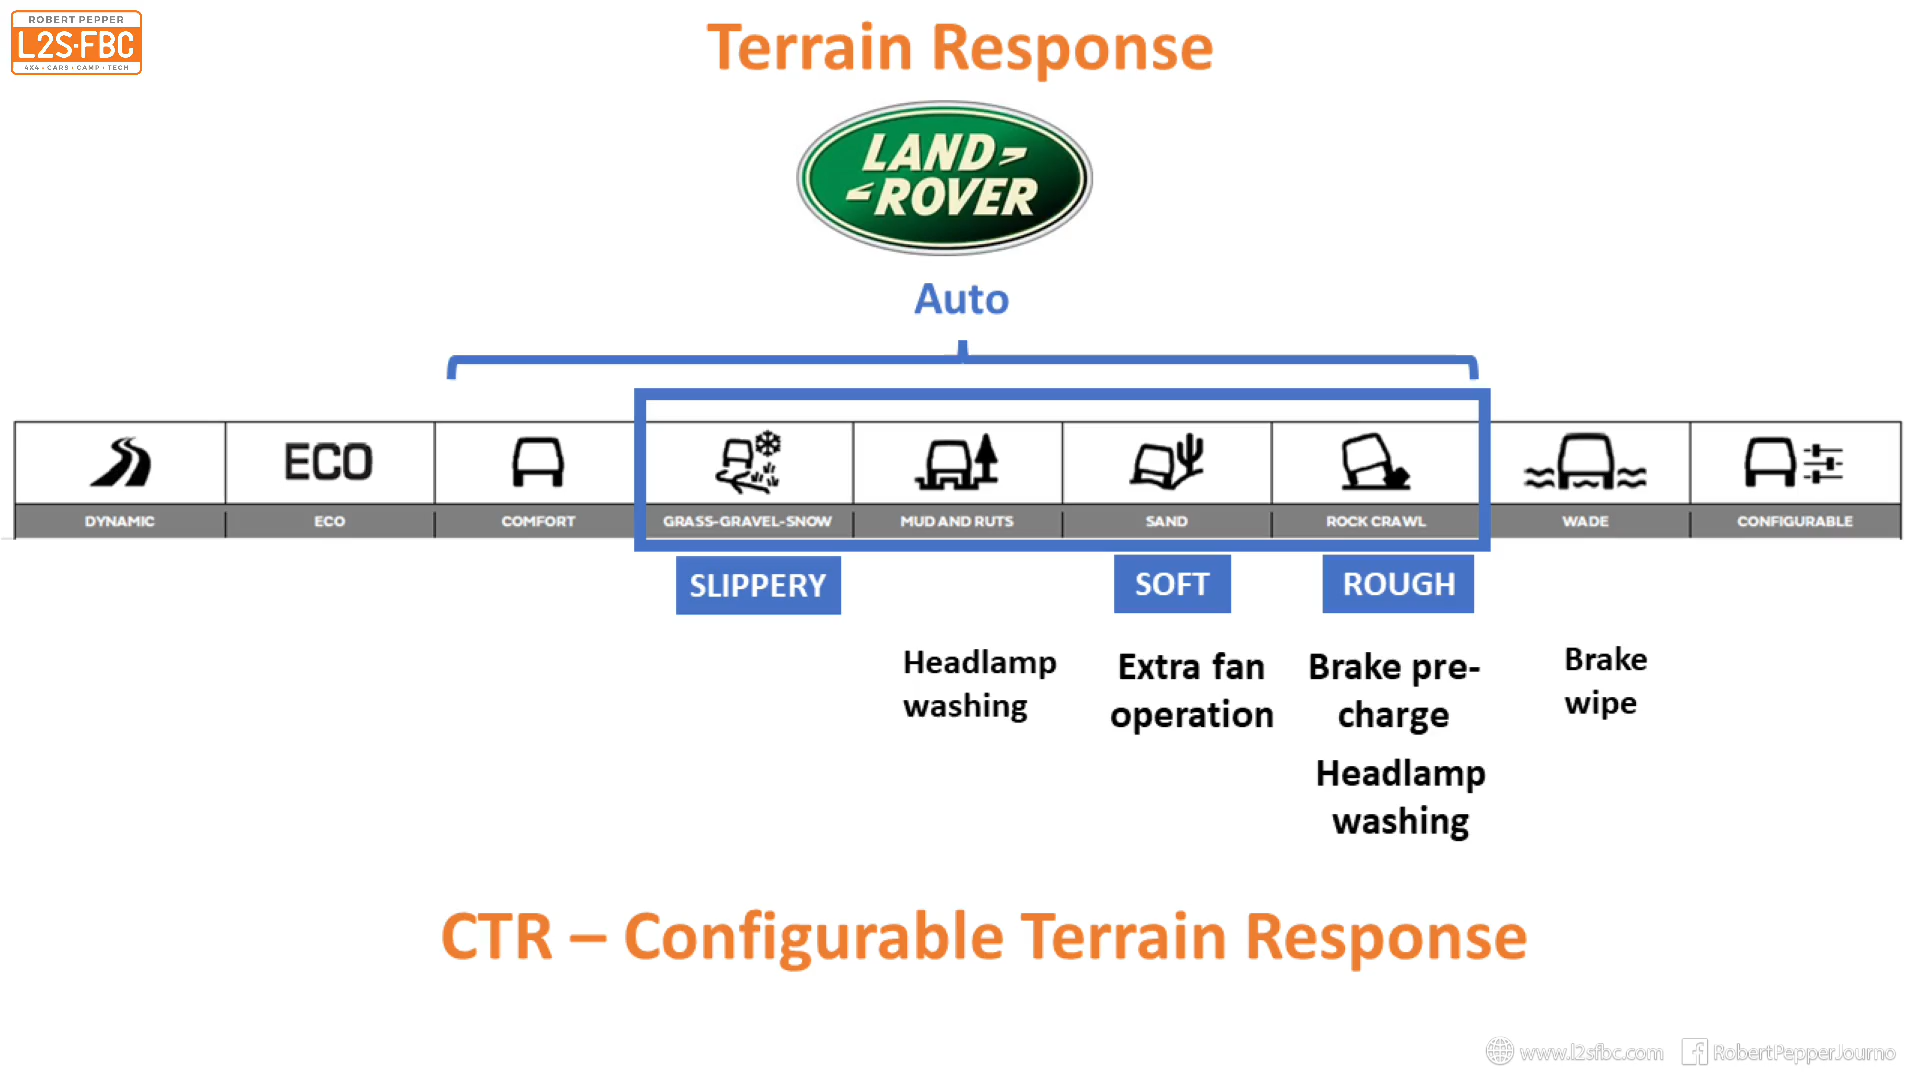 ROBERT PEPPER
L2S·FBC
4X4 • CARS • CAMP • TECH
Terrain Response
LAND
ROVER
Auto
ECO
DYNAMIC ECO COMFORT GRASS-GRAVEL-SNOW MUD AND RUTS SAND ROCK CRAWL WADE CONFIGURABLE
SLIPPERY SOFT ROUGH
Headlamp
washing
Extra fan
operation
Brake pre-
charge
Headlamp
washing
Brake
wipe
CTR – Configurable Terrain Response
www.l2sfbc.com RobertPepperJourno